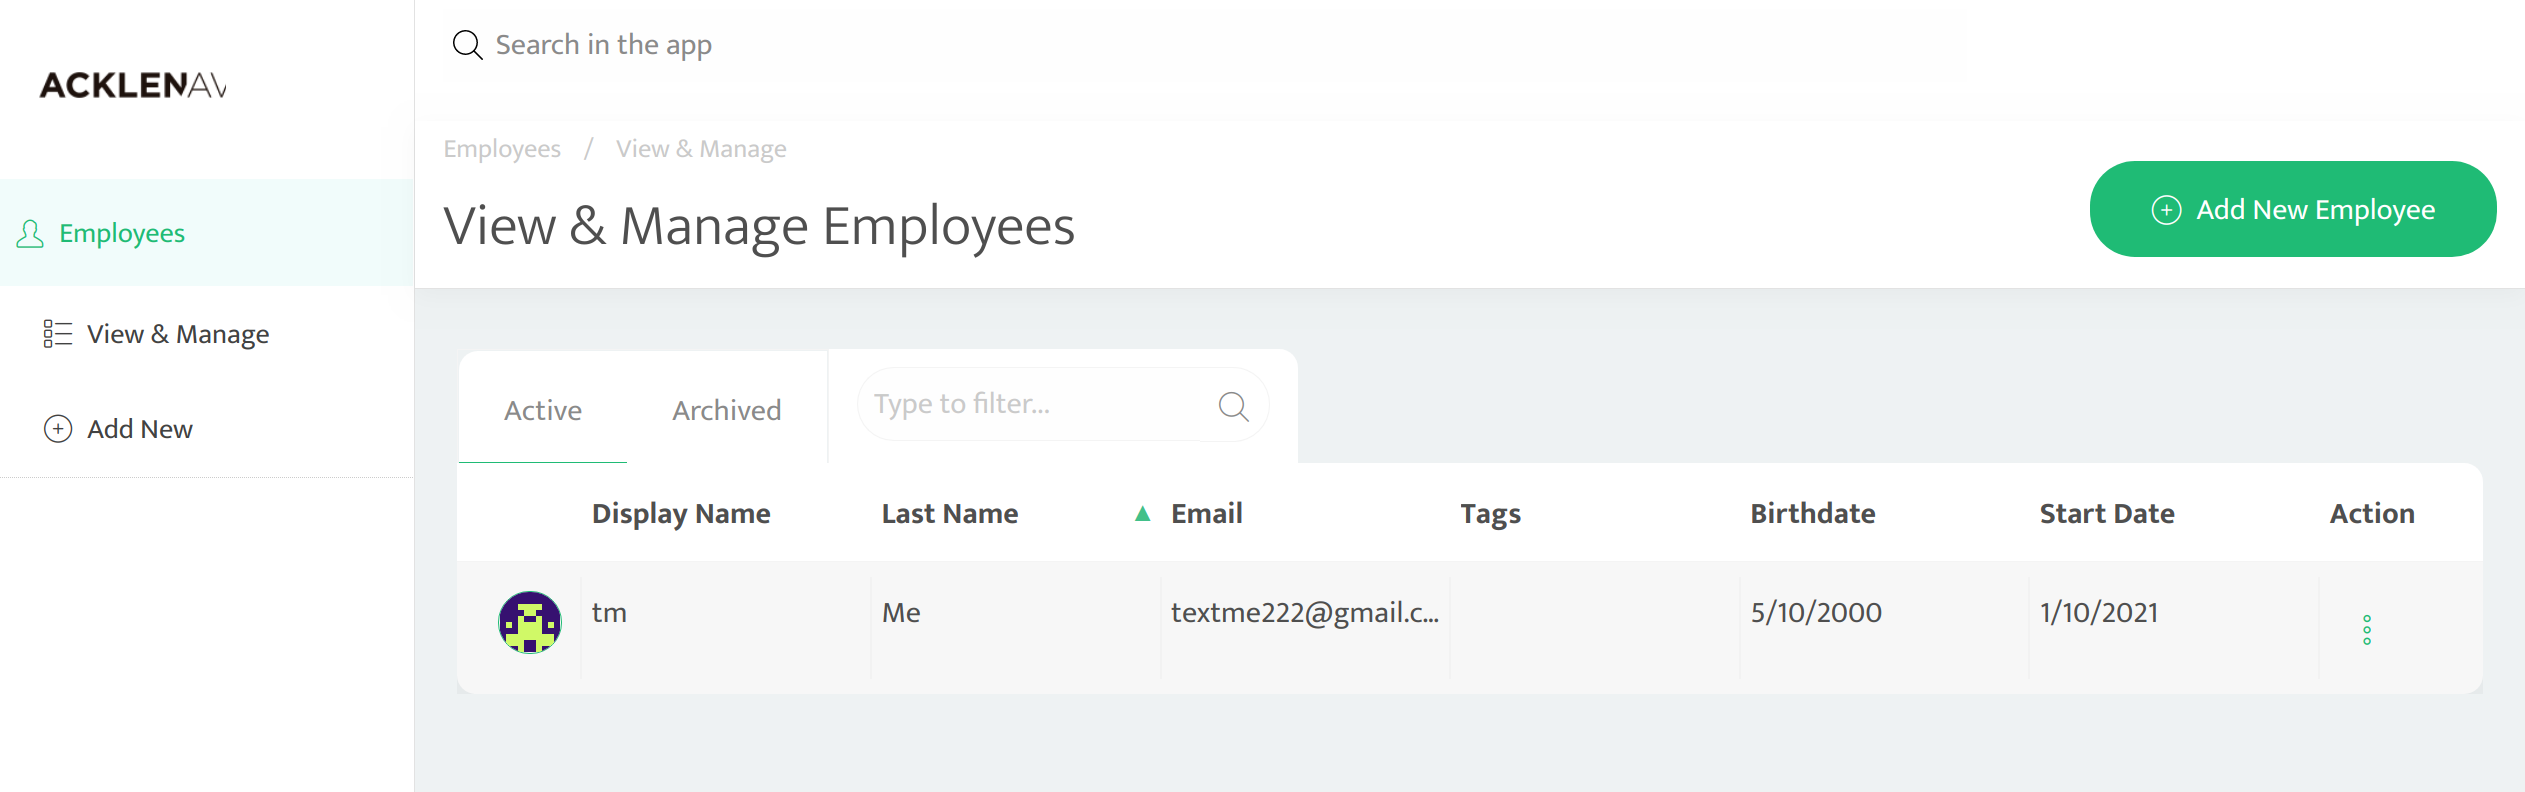 Search in the app
ACKLENAV
Employees / View & Manage
View & Manage Employees
Add New Employee
Employees
View & Manage
Add New
Active Archived Type to filter...
Display Name Last Name ▲ Email Tags Birthdate Start Date Action
tm Me textme222@gmail.c... 5/10/2000 1/10/2021